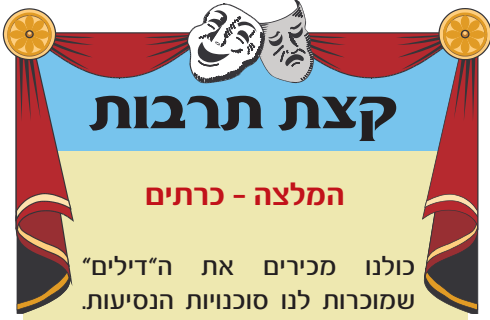 קצת תרבות
המלצה - כרתים
כולנו מכירים את ה״דילים״
שמוכרות לנו סוכנויות הנסיעות.